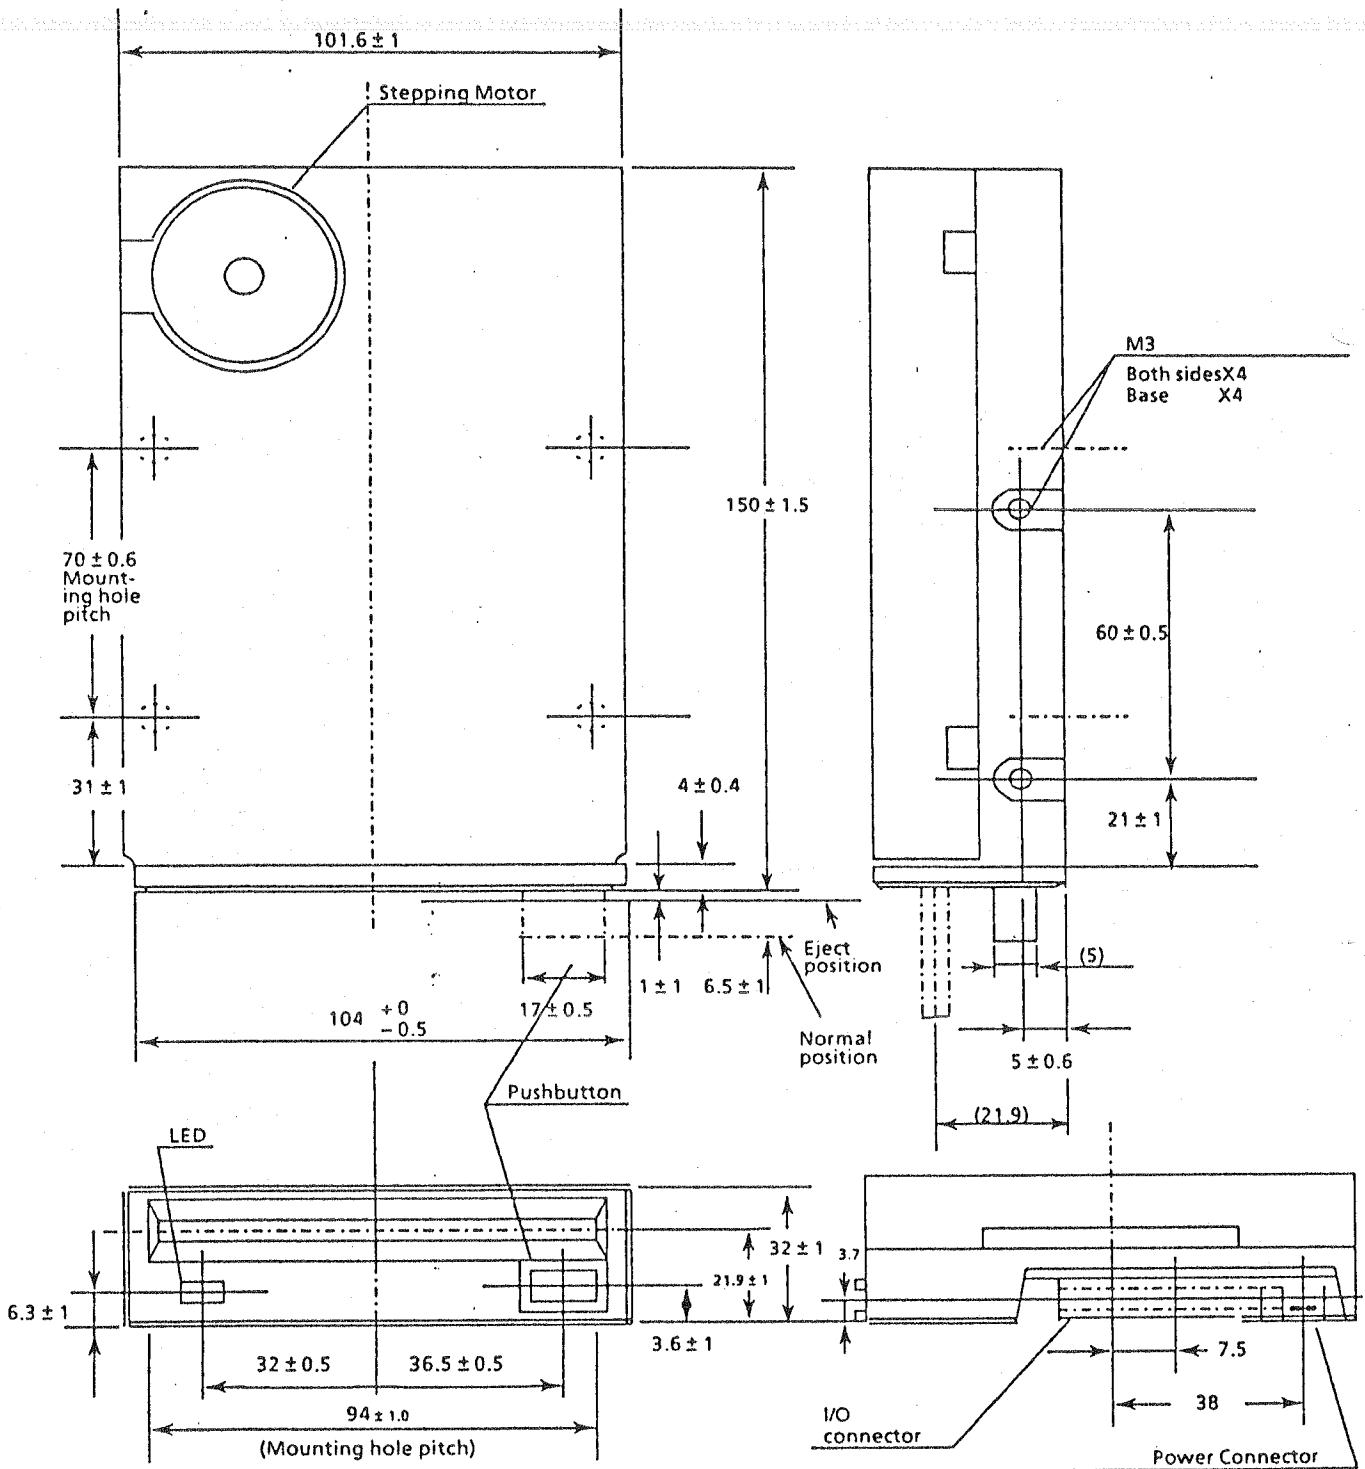 101.6 ± 1
Stepping Motor
M3
Both sidesX4
Base X4
150 ± 1.5
70 ± 0.6
Mount-
ing hole
pitch
60 ± 0.5
31 ± 1
4 ± 0.4
21 ± 1
Eject
position
(5)
1 ± 1
6.5 ± 1
17 ± 0.5
104 +0
- 0.5
Normal
position
5 ± 0.6
Pushbutton
(21.9)
LED
32 ± 1
3.7
21.9 ± 1
6.3 ± 1
3.6 ± 1
32 ± 0.5
36.5 ± 0.5
7.5
94 ± 1.0
38
I/O
connector
(Mounting hole pitch)
Power Connector